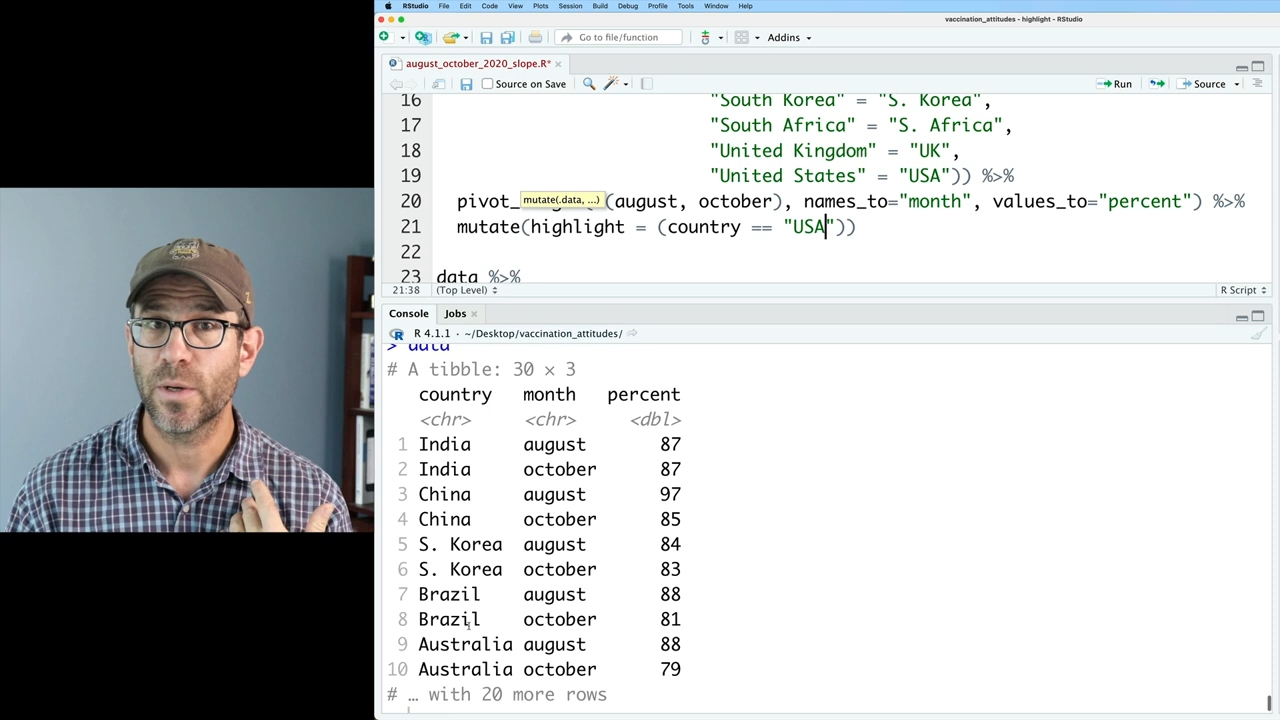 RStudio File Edit Code View Plots Session Build Debug Profile Tools Window Help
vaccination_attitudes - highlight - RStudio
Go to file/function Addins
august_october_2020_slope.R*
Source on Save Run Source
16 "South Korea" = "S. Korea",
17 "South Africa" = "S. Africa",
18 "United Kingdom" = "UK",
19 "United States" = "USA")) %>%
mutate(.data, ...)
20 pivot_ (august, october), names_to="month", values_to="percent") %>%
21 mutate(highlight = (country == "USA"))
22
23 data %>%
21:38 (Top Level) R Script
Console Jobs
R 4.1.1 · ~/Desktop/vaccination_attitudes/
> data
# A tibble: 30 × 3
country month percent
<chr> <chr> <dbl>
1 India august 87
2 India october 87
3 China august 97
4 China october 85
5 S. Korea august 84
6 S. Korea october 83
7 Brazil august 88
8 Brazil october 81
9 Australia august 88
10 Australia october 79
# … with 20 more rows